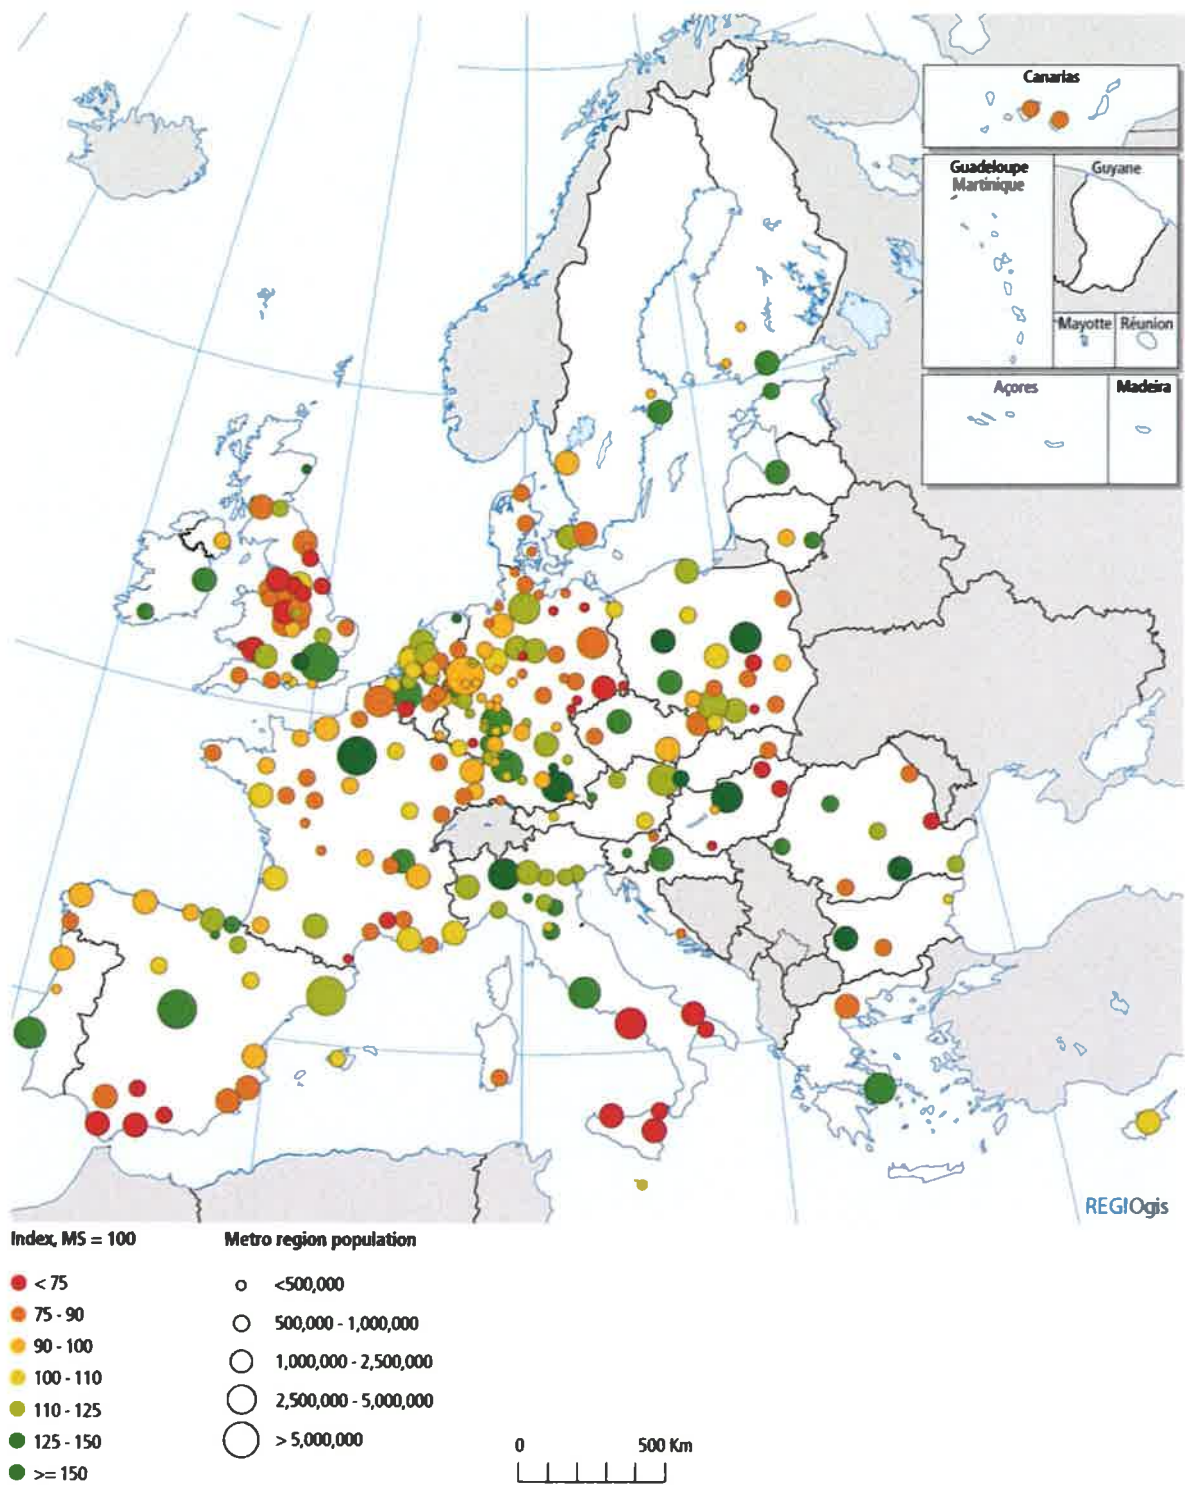 Canarias
Guadeloupe
Martinique
Guyane
Mayotte
Réunion
Açores
Madeira
REGIOgis
Index, MS = 100
< 75
75 - 90
90 - 100
100 - 110
110 - 125
125 - 150
>= 150
Metro region population
<500,000
500,000 - 1,000,000
1,000,000 - 2,500,000
2,500,000 - 5,000,000
> 5,000,000
0 500 Km